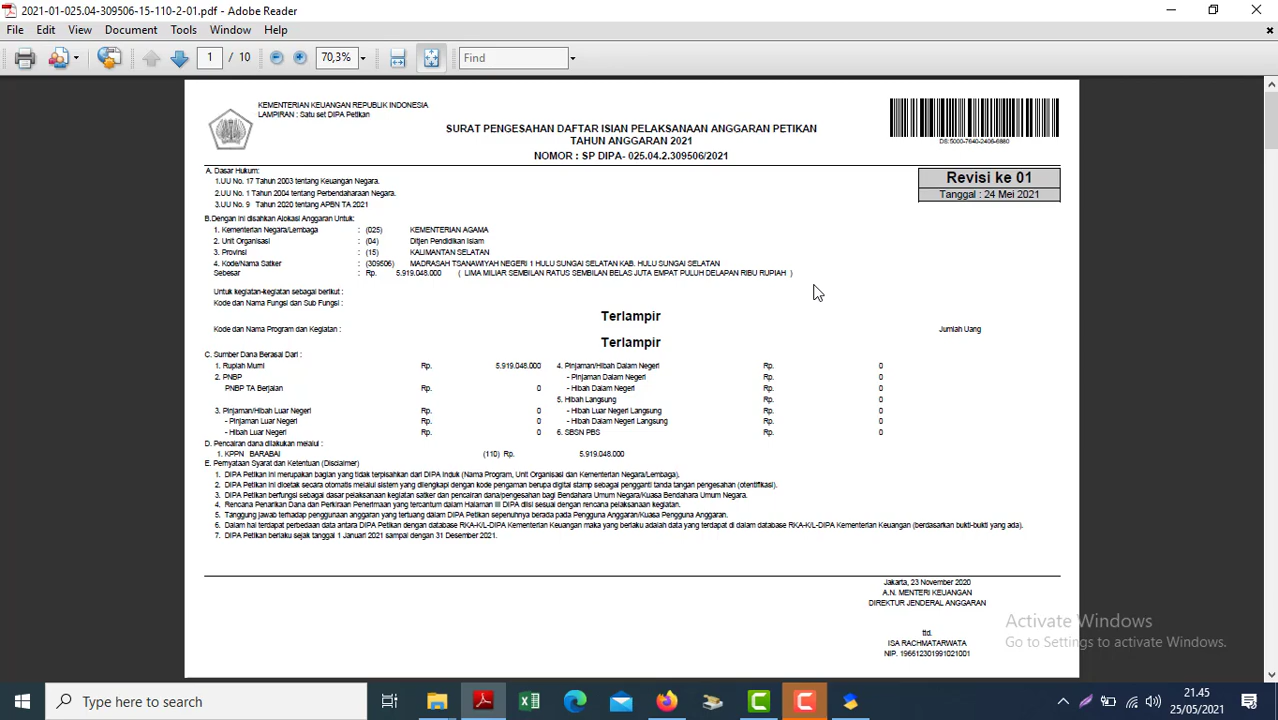 2021-01-025.04-309506-15-110-2-01.pdf - Adobe Reader
File Edit View Document Tools Window Help
1 / 10 70,3% Find
KEMENTERIAN KEUANGAN REPUBLIK INDONESIA
LAMPIRAN : Satu set DIPA Petikan
SURAT PENGESAHAN DAFTAR ISIAN PELAKSANAAN ANGGARAN PETIKAN
TAHUN ANGGARAN 2021
NOMOR : SP DIPA- 025.04.2.309506/2021
DS:5000-7640-2406-6880
Revisi ke 01
Tanggal : 24 Mei 2021
A. Dasar Hukum:
1.UU No. 17 Tahun 2003 tentang Keuangan Negara.
2.UU No. 1 Tahun 2004 tentang Perbendaharaan Negara.
3.UU No. 9 Tahun 2020 tentang APBN TA 2021
B.Dengan ini disahkan Alokasi Anggaran Untuk:
1. Kementerian Negara/Lembaga : (025) KEMENTERIAN AGAMA
2. Unit Organisasi : (04) Ditjen Pendidikan Islam
3. Provinsi : (15) KALIMANTAN SELATAN
4. Kode/Nama Satker : (309506) MADRASAH TSANAWIYAH NEGERI 1 HULU SUNGAI SELATAN KAB. HULU SUNGAI SELATAN
Sebesar : Rp. 5.919.048.000 ( LIMA MILIAR SEMBILAN RATUS SEMBILAN BELAS JUTA EMPAT PULUH DELAPAN RIBU RUPIAH )
Untuk kegiatan-kegiatan sebagai berikut :
Kode dan Nama Fungsi dan Sub Fungsi :
Terlampir
Kode dan Nama Program dan Kegiatan : Jumlah Uang
Terlampir
C. Sumber Dana Berasal Dari :
1. Rupiah Murni Rp. 5.919.048.000 4. Pinjaman/Hibah Dalam Negeri Rp. 0
2. PNBP - Pinjaman Dalam Negeri Rp. 0
PNBP TA Berjalan Rp. 0 - Hibah Dalam Negeri Rp. 0
5. Hibah Langsung Rp. 0
3. Pinjaman/Hibah Luar Negeri Rp. 0 - Hibah Luar Negeri Langsung Rp. 0
- Pinjaman Luar Negeri Rp. 0 - Hibah Dalam Negeri Langsung Rp. 0
- Hibah Luar Negeri Rp. 0 6. SBSN PBS Rp. 0
D. Pencairan dana dilakukan melalui :
1. KPPN BARABAI (110) Rp. 5.919.048.000
E. Pernyataan Syarat dan Ketentuan (Disclaimer)
1. DIPA Petikan ini merupakan bagian yang tidak terpisahkan dari DIPA Induk (Nama Program, Unit Organisasi dan Kementerian Negara/Lembaga).
2. DIPA Petikan ini dicetak secara otomatis melalui sistem yang dilengkapi dengan kode pengaman berupa digital stamp sebagai pengganti tanda tangan pengesahan (otentifikasi).
3. DIPA Petikan berfungsi sebagai dasar pelaksanaan kegiatan satker dan pencairan dana/pengesahan bagi Bendahara Umum Negara/Kuasa Bendahara Umum Negara.
4. Rencana Penarikan Dana dan Perkiraan Penerimaan yang tercantum dalam Halaman III DIPA diisi sesuai dengan rencana pelaksanaan kegiatan.
5. Tanggung jawab terhadap penggunaan anggaran yang tertuang dalam DIPA Petikan sepenuhnya berada pada Pengguna Anggaran/Kuasa Pengguna Anggaran.
6. Dalam hal terdapat perbedaan data antara DIPA Petikan dengan database RKA-K/L-DIPA Kementerian Keuangan maka yang berlaku adalah data yang terdapat di dalam database RKA-K/L-DIPA Kementerian Keuangan (berdasarkan bukti-bukti yang ada).
7. DIPA Petikan berlaku sejak tanggal 1 Januari 2021 sampai dengan 31 Desember 2021.
Jakarta, 23 November 2020
A.N. MENTERI KEUANGAN
DIREKTUR JENDERAL ANGGARAN
ttd.
ISA RACHMATARWATA
NIP. 196612301991021001
Activate Windows
Go to Settings to activate Windows.
Type here to search
21.45
25/05/2021